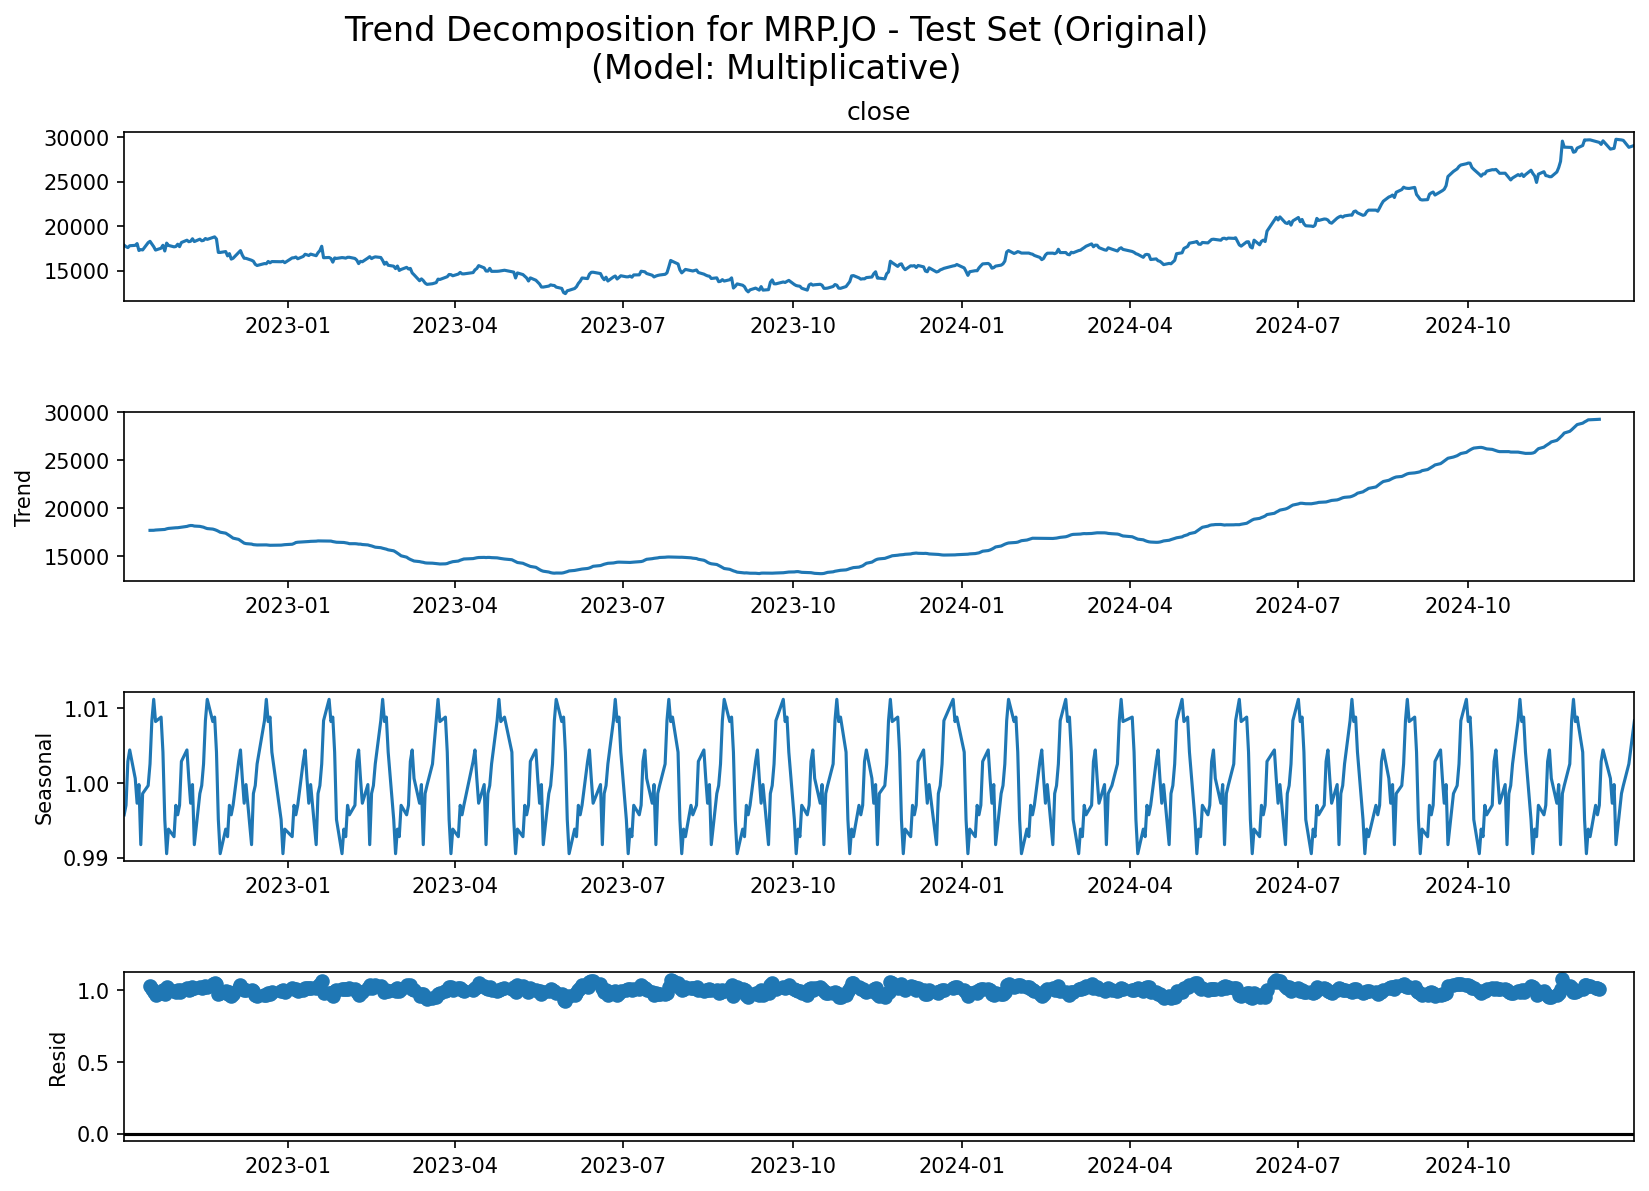 Trend Decomposition for MRP.JO - Test Set (Original)
(Model: Multiplicative)
close
30000
25000
20000
15000
2023-01 2023-04 2023-07 2023-10 2024-01 2024-04 2024-07 2024-10
Trend
30000
25000
20000
15000
2023-01 2023-04 2023-07 2023-10 2024-01 2024-04 2024-07 2024-10
Seasonal
1.01
1.00
0.99
2023-01 2023-04 2023-07 2023-10 2024-01 2024-04 2024-07 2024-10
Resid
1.0
0.5
0.0
2023-01 2023-04 2023-07 2023-10 2024-01 2024-04 2024-07 2024-10